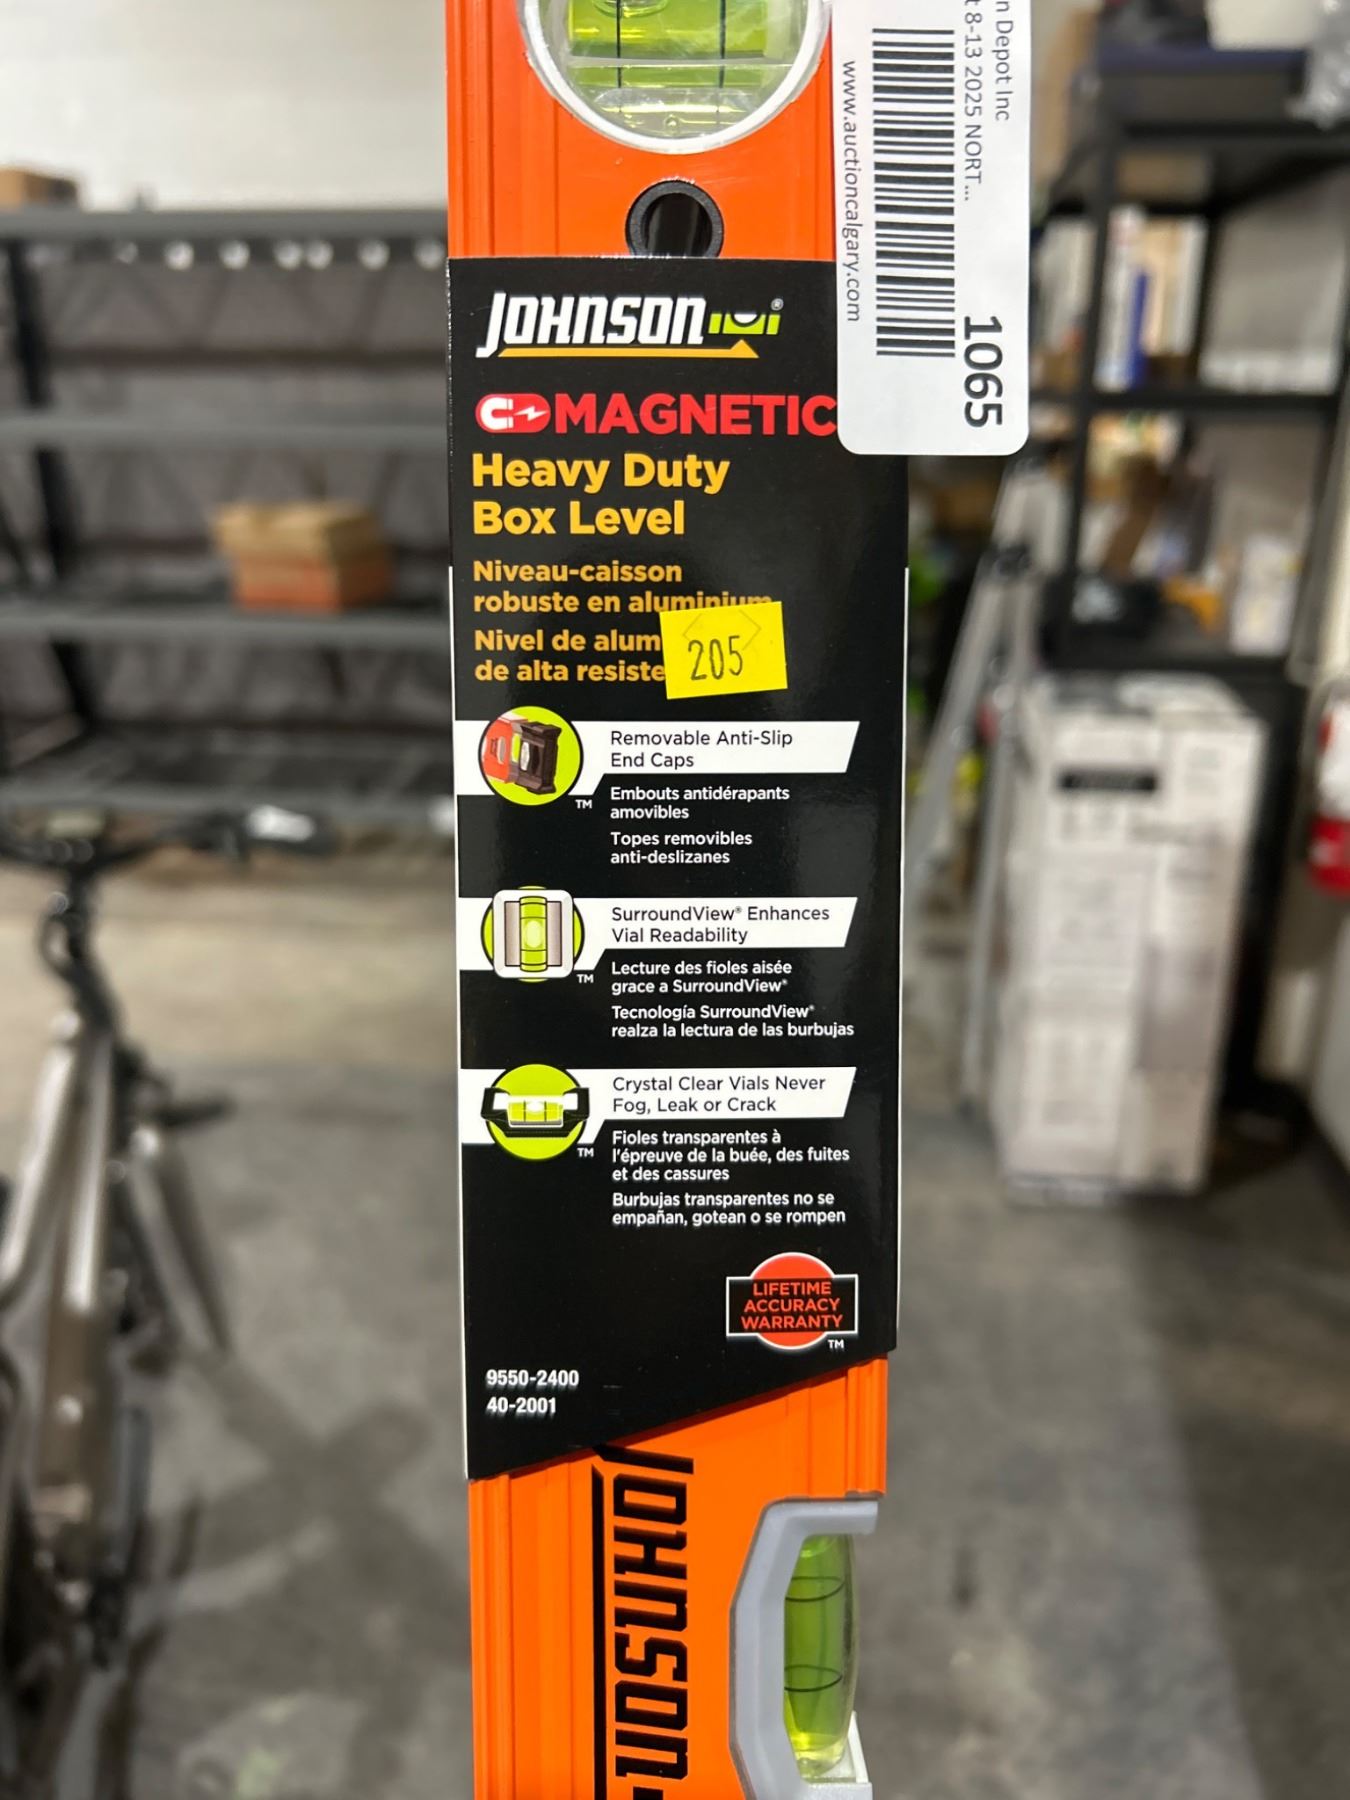 n Depot Inc
t 8-13 2025 NORT...
1065
www.auctioncalgary.com
JOHNSON®
MAGNETIC
Heavy Duty
Box Level
Niveau-caisson
robuste en aluminium
Nivel de alum
de alta resiste
205
Removable Anti-Slip
End Caps
TM
Embouts antidérapants
amovibles
Topes removibles
anti-deslizanes
SurroundView® Enhances
Vial Readability
TM
Lecture des fioles aisée
grace a SurroundView®
Tecnología SurroundView®
realza la lectura de las burbujas
Crystal Clear Vials Never
Fog, Leak or Crack
TM
Fioles transparentes à
l'épreuve de la buée, des fuites
et des cassures
Burbujas transparentes no se
empañan, gotean o se rompen
LIFETIME
ACCURACY
WARRANTY
TM
9550-2400
40-2001
JOHNSON